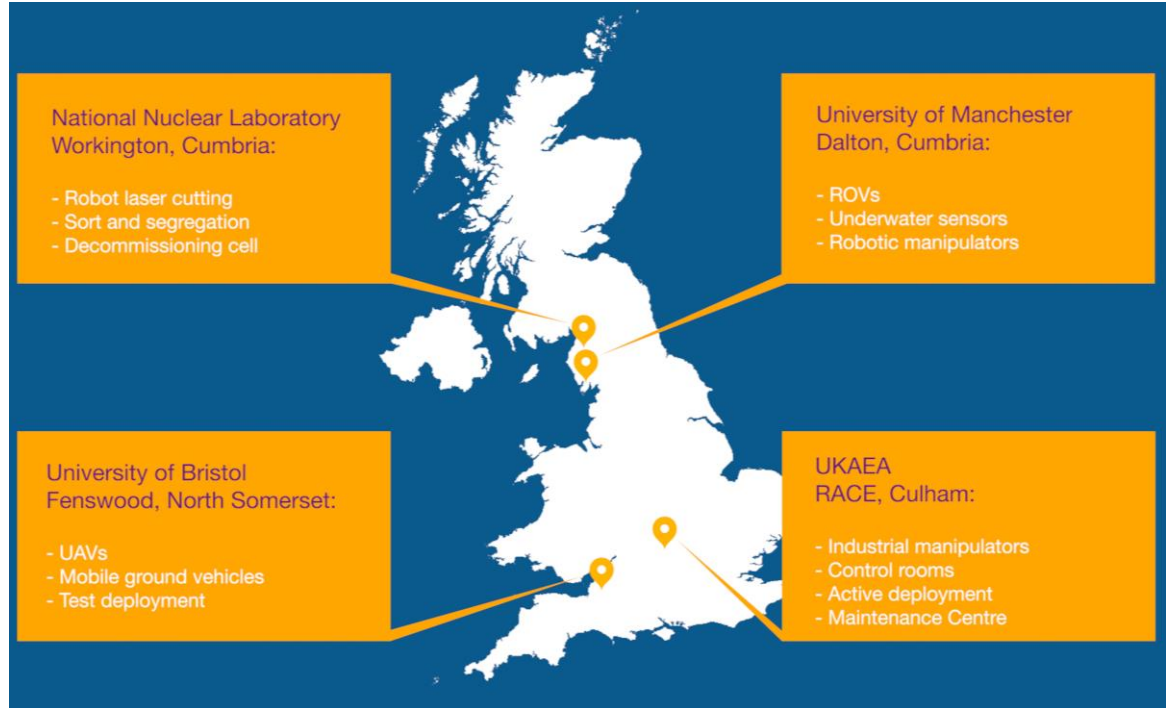 National Nuclear Laboratory
Workington, Cumbria:
- Robot laser cutting
- Sort and segregation
- Decommissioning cell
University of Manchester
Dalton, Cumbria:
- ROVs
- Underwater sensors
- Robotic manipulators
University of Bristol
Fenswood, North Somerset:
- UAVs
- Mobile ground vehicles
- Test deployment
UKAEA
RACE, Culham:
- Industrial manipulators
- Control rooms
- Active deployment
- Maintenance Centre